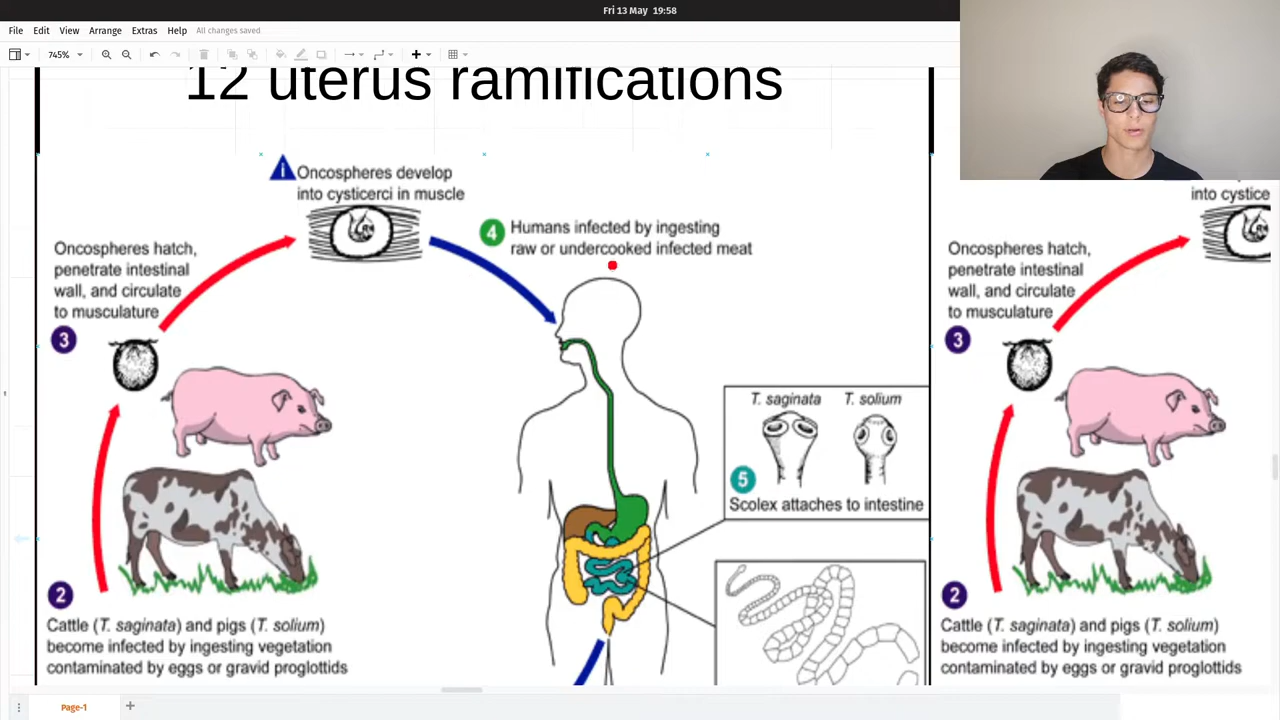 Fri 13 May 19:58
File Edit View Arrange Extras Help All changes saved
745%
12 uterus ramifications
i
Oncospheres develop
into cysticerci in muscle
4
Humans infected by ingesting
raw or undercooked infected meat
Oncospheres hatch,
penetrate intestinal
wall, and circulate
to musculature
3
T. saginata T. solium
5
Scolex attaches to intestine
2
Cattle (T. saginata) and pigs (T. solium)
become infected by ingesting vegetation
contaminated by eggs or gravid proglottids
into cystice
Oncospheres hatch,
penetrate intestinal
wall, and circulate
to musculature
3
2
Cattle (T. saginata) and pigs (T. solium)
become infected by ingesting vegetation
contaminated by eggs or gravid proglottids
Page-1